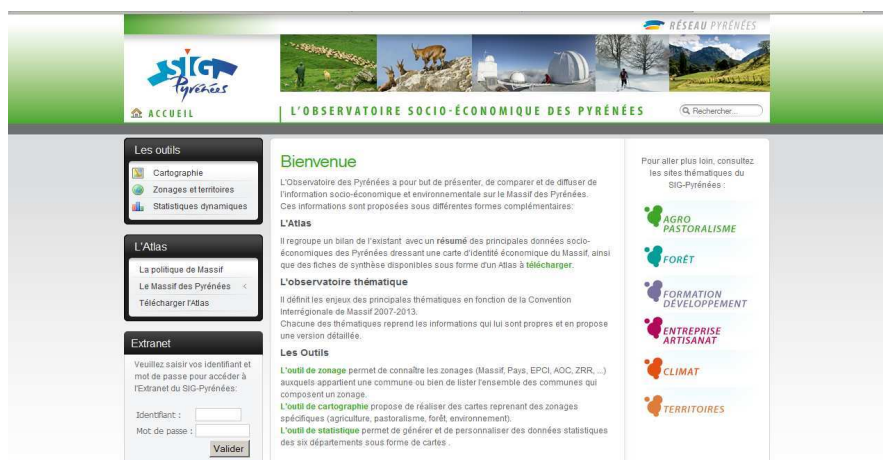 RÉSEAU PYRÉNÉES
SIG
Pyrénées
ACCUEIL
L'OBSERVATOIRE SOCIO-ÉCONOMIQUE DES PYRÉNÉES
Rechercher...
Les outils
Cartographie
Zonages et territoires
Statistiques dynamiques
L'Atlas
La politique de Massif
Le Massif des Pyrénées <
Télécharger l'Atlas
Extranet
Veuillez saisir vos identifiant et
mot de passe pour accéder à
l'Extranet du SIG-Pyrénées:
Identifiant :
Mot de passe :
Valider
Bienvenue
L'Observatoire des Pyrénées a pour but de présenter, de comparer et de diffuser de
l'information socio-économique et environnementale sur le Massif des Pyrénées.
Ces informations sont proposées sous différentes formes complémentaires:
L'Atlas
Il regroupe un bilan de l'existant avec un résumé des principales données socio-
économiques des Pyrénées dressant une carte d'identité économique du Massif, ainsi
que des fiches de synthèse disponibles sous forme d'un Atlas à télécharger.
L'observatoire thématique
Il définit les enjeux des principales thématiques en fonction de la Convention
Interrégionale de Massif 2007-2013.
Chacune des thématiques reprend les informations qui lui sont propres et en propose
une version détaillée.
Les Outils
L'outil de zonage permet de connaître les zonages (Massif, Pays, EPCI, AOC, ZRR, ...)
auxquels appartient une commune ou bien de lister l'ensemble des communes qui
composent un zonage.
L'outil de cartographie propose de réaliser des cartes reprenant des zonages
spécifiques (agriculture, pastoralisme, forêt, environnement).
L'outil de statistique permet de générer et de personnaliser des données statistiques
des six départements sous forme de cartes .
Pour aller plus loin, consultez
les sites thématiques du
SIG-Pyrénées :
AGRO
PASTORALISME
FORÊT
FORMATION
DÉVELOPPEMENT
ENTREPRISE
ARTISANAT
CLIMAT
TERRITOIRES